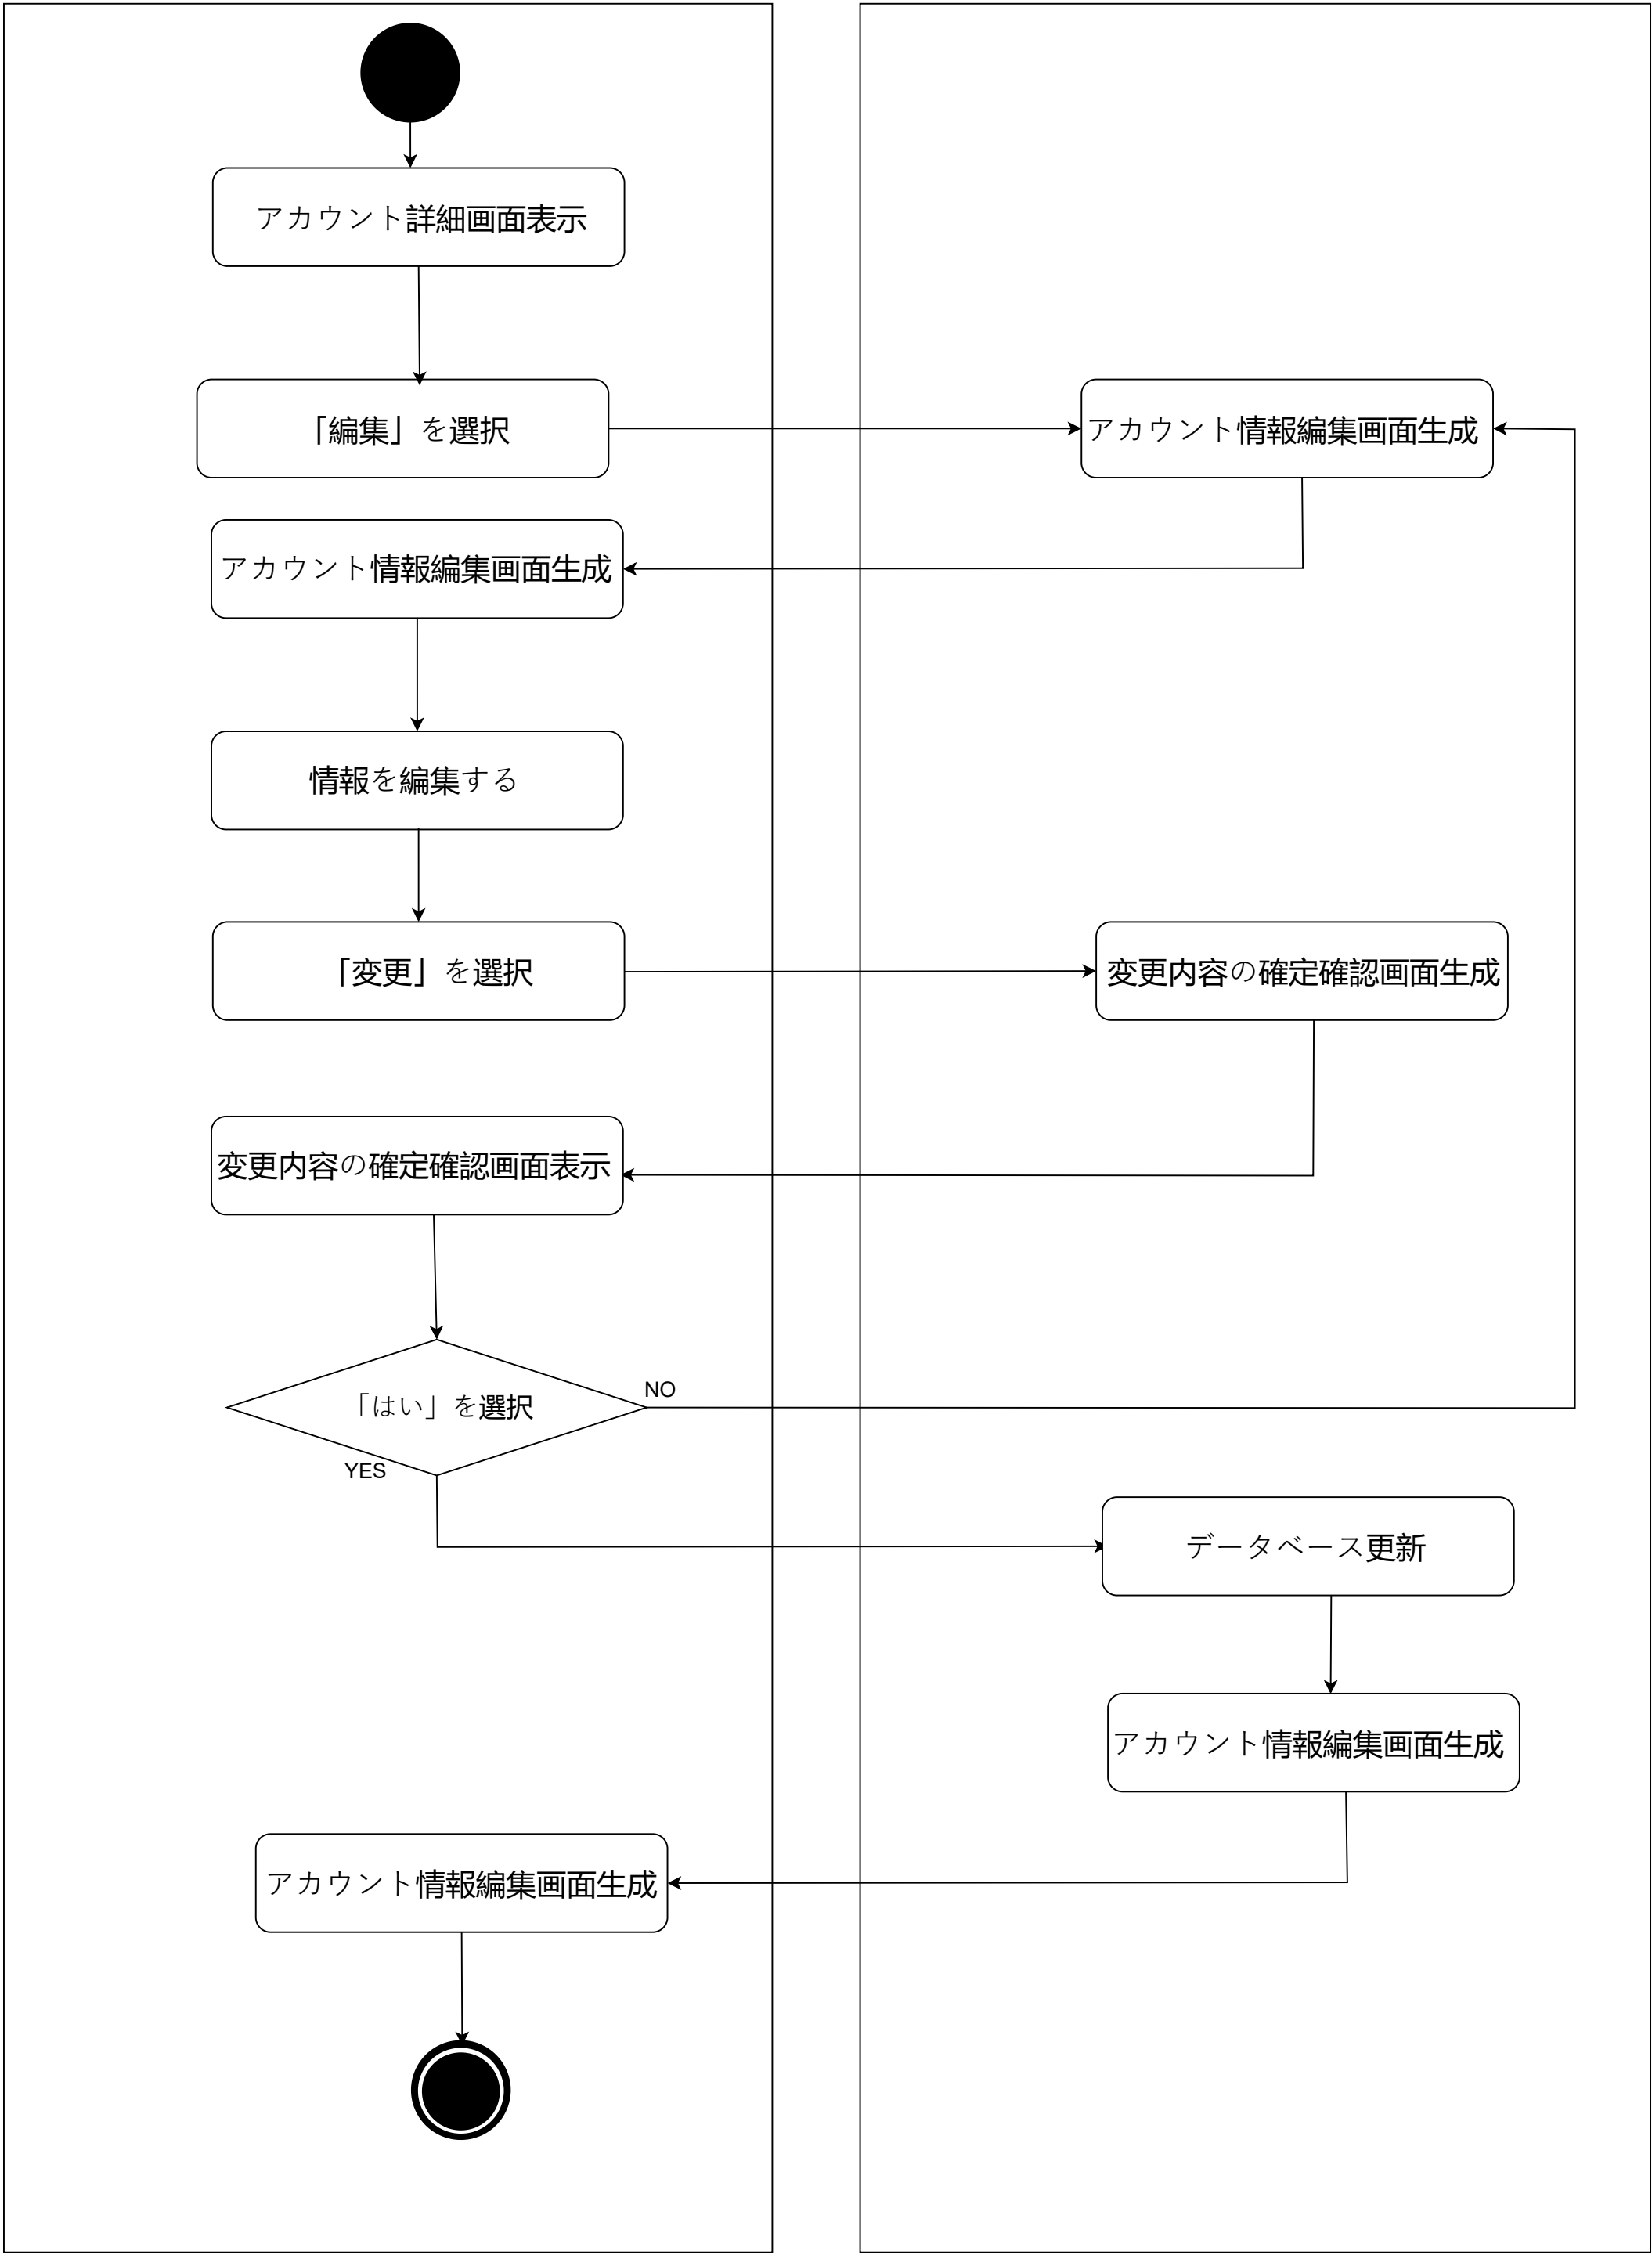 アカウント詳細画面表示
「編集」を選択
アカウント情報編集画面生成
アカウント情報編集画面生成
情報を編集する
「変更」を選択
変更内容の確定確認画面生成
変更内容の確定確認画面表示
「はい」を選択
NO
YES
データベース更新
アカウント情報編集画面生成
アカウント情報編集画面生成